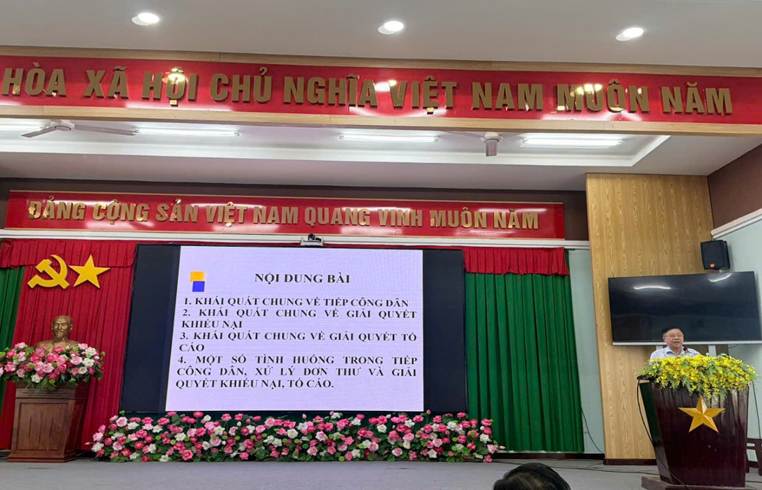 HÒA XÃ HỘI CHỦ NGHĨA VIỆT NAM MUÔN NĂM
ĐẢNG CỘNG SẢN VIỆT NAM QUANG VINH MUÔN NĂM
NỘI DUNG BÀI
1. KHÁI QUÁT CHUNG VỀ TIẾP CÔNG DÂN
2. KHÁI QUÁT CHUNG VỀ GIẢI QUYẾT
KHIẾU NẠI
3. KHÁI QUÁT CHUNG VỀ GIẢI QUYẾT TỐ
CÁO
4. MỘT SỐ TÌNH HUỐNG TRONG TIẾP
CÔNG DÂN, XỬ LÝ ĐƠN THƯ VÀ GIẢI
QUYẾT KHIẾU NẠI, TỐ CÁO.